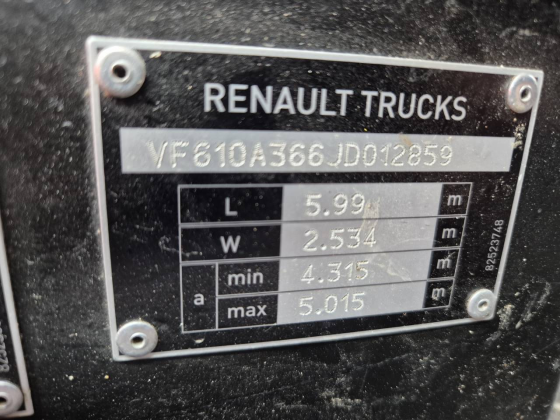 RENAULT TRUCKS
VF610A366JD012859
L 5.99 m
W 2.534 m
a min 4.315 m
max 5.015 m
82523748